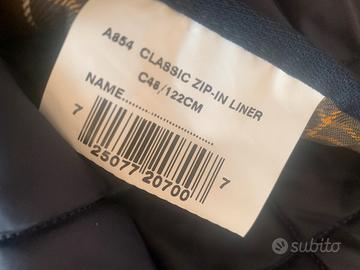 A854 CLASSIC ZIP-IN LINER
C48/122CM
NAME........................
7 25077 20700 7
subito